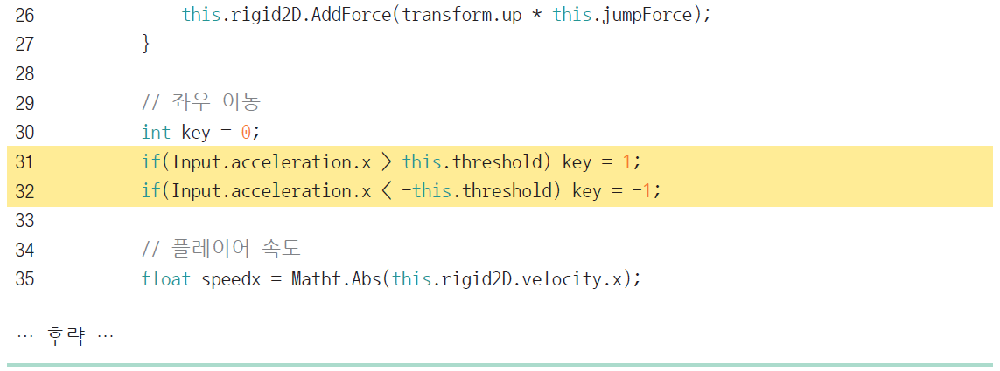 26 this.rigid2D.AddForce(transform.up * this.jumpForce);
27 }
28
29 // 좌우 이동
30 int key = 0;
31 if(Input.acceleration.x > this.threshold) key = 1;
32 if(Input.acceleration.x < -this.threshold) key = -1;
33
34 // 플레이어 속도
35 float speedx = Mathf.Abs(this.rigid2D.velocity.x);
… 후략 …